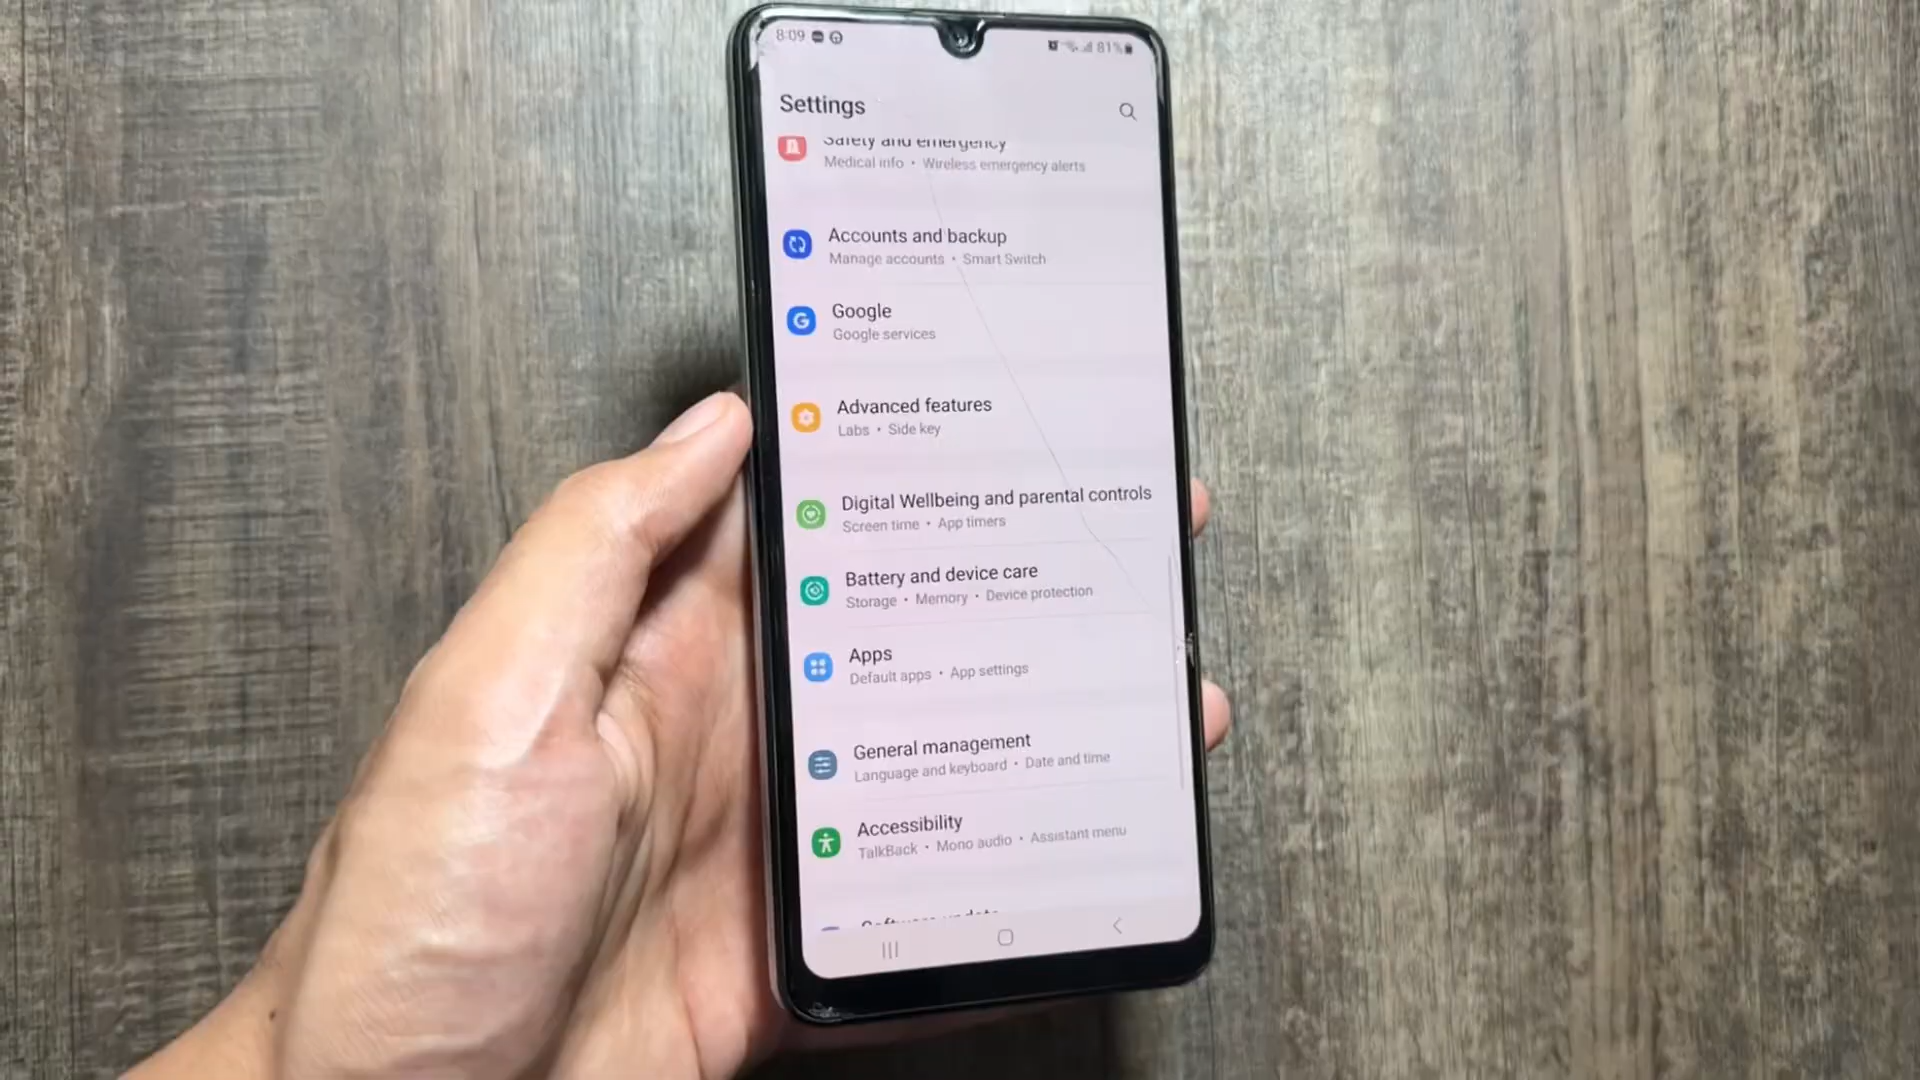 8:09
81%
Settings
Safety and emergency
Medical info • Wireless emergency alerts
Accounts and backup
Manage accounts • Smart Switch
Google
Google services
Advanced features
Labs • Side key
Digital Wellbeing and parental controls
Screen time • App timers
Battery and device care
Storage • Memory • Device protection
Apps
Default apps • App settings
General management
Language and keyboard • Date and time
Accessibility
TalkBack • Mono audio • Assistant menu
Software update